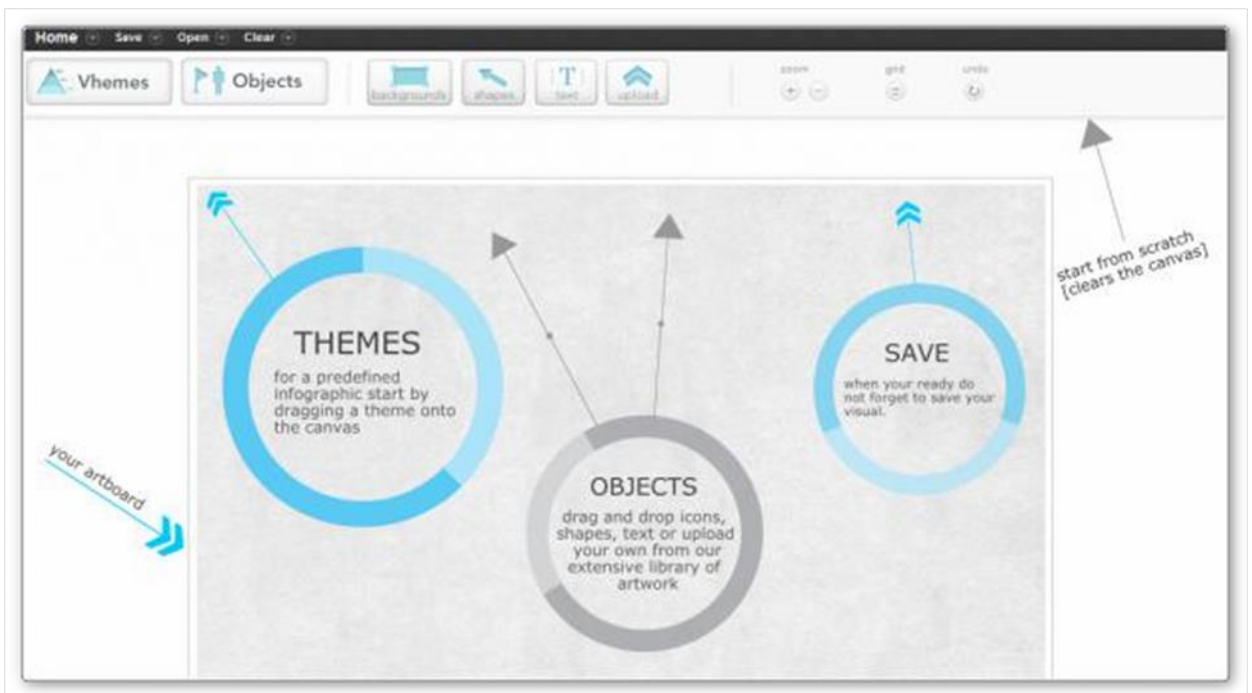 Home Save Open Clear
Vhemes Objects backgrounds shapes text upload zoom grid undo
start from scratch
[clears the canvas]
THEMES
for a predefined
infographic start by
dragging a theme onto
the canvas
SAVE
when your ready do
not forget to save your
visual.
your artboard
OBJECTS
drag and drop icons,
shapes, text or upload
your own from our
extensive library of
artwork